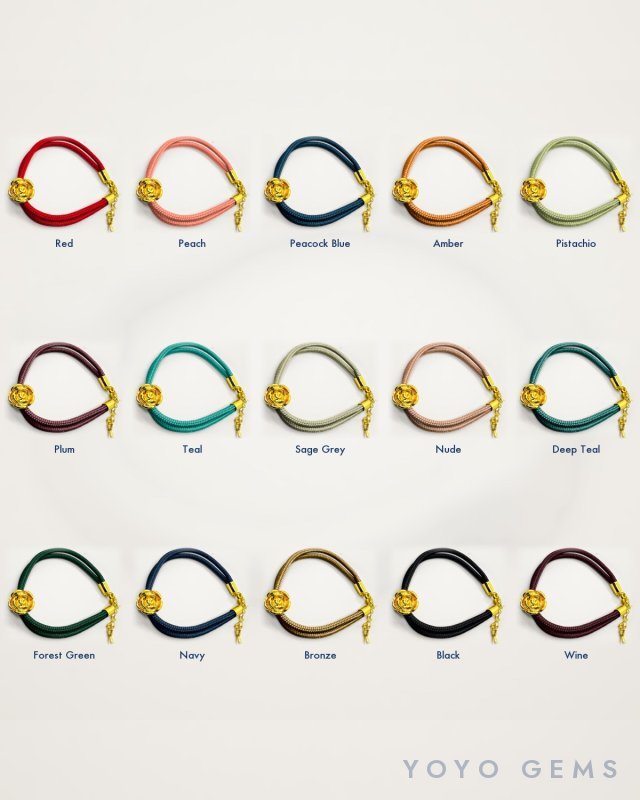 Red
Peach
Peacock Blue
Amber
Pistachio
Plum
Teal
Sage Grey
Nude
Deep Teal
Forest Green
Navy
Bronze
Black
Wine
YOYO GEMS